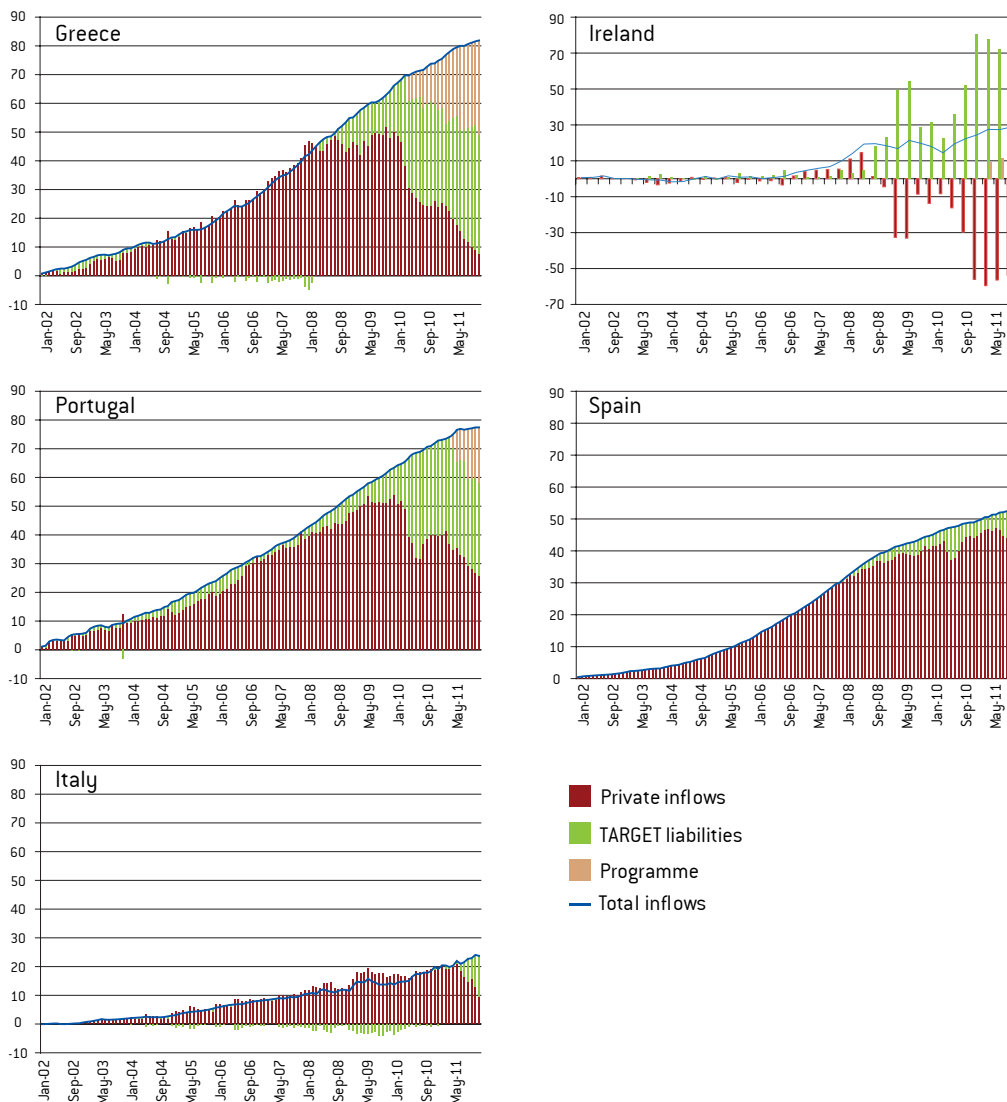 Greece
90
80
70
60
50
40
30
20
10
0
-10
Jan-02
Sep-02
May-03
Jan-04
Sep-04
May-05
Jan-06
Sep-06
May-07
Jan-08
Sep-08
May-09
Jan-10
Sep-10
May-11
Ireland
90
70
50
30
10
-10
-30
-50
-70
Jan-02
Sep-02
May-03
Jan-04
Sep-04
May-05
Jan-06
Sep-06
May-07
Jan-08
Sep-08
May-09
Jan-10
Sep-10
May-11
Portugal
90
80
70
60
50
40
30
20
10
0
-10
Jan-02
Sep-02
May-03
Jan-04
Sep-04
May-05
Jan-06
Sep-06
May-07
Jan-08
Sep-08
May-09
Jan-10
Sep-10
May-11
Spain
90
80
70
60
50
40
30
20
10
0
Jan-02
Sep-02
May-03
Jan-04
Sep-04
May-05
Jan-06
Sep-06
May-07
Jan-08
Sep-08
May-09
Jan-10
Sep-10
May-11
Italy
90
80
70
60
50
40
30
20
10
0
-10
Jan-02
Sep-02
May-03
Jan-04
Sep-04
May-05
Jan-06
Sep-06
May-07
Jan-08
Sep-08
May-09
Jan-10
Sep-10
May-11
Private inflows
TARGET liabilities
Programme
Total inflows